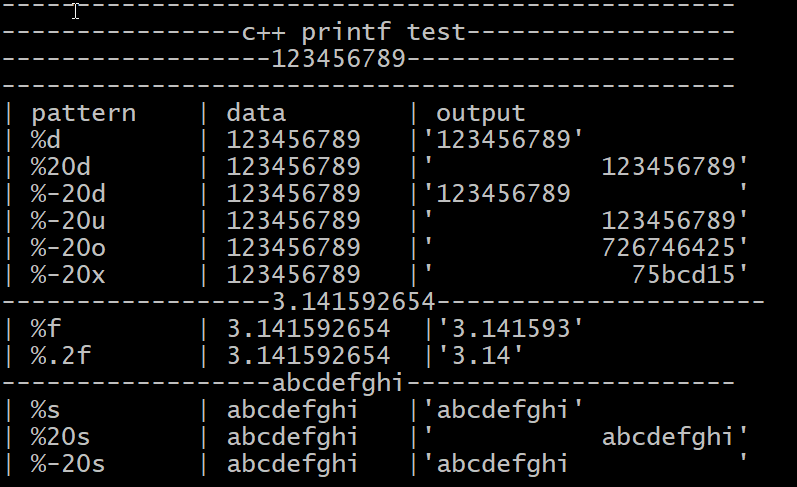 -------------------------------------------------
----------------c++ printf test------------------
------------------123456789----------------------
-------------------------------------------------
| pattern    | data        | output
| %d         | 123456789   |'123456789'
| %20d       | 123456789   |'           123456789'
| %-20d      | 123456789   |'123456789           '
| %-20u      | 123456789   |'           123456789'
| %-20o      | 123456789   |'           726746425'
| %-20x      | 123456789   |'             75bcd15'
------------------3.141592654----------------------
| %f         | 3.141592654  |'3.141593'
| %.2f       | 3.141592654  |'3.14'
------------------abcdefghi----------------------
| %s         | abcdefghi   |'abcdefghi'
| %20s       | abcdefghi   |'           abcdefghi'
| %-20s      | abcdefghi   |'abcdefghi           '